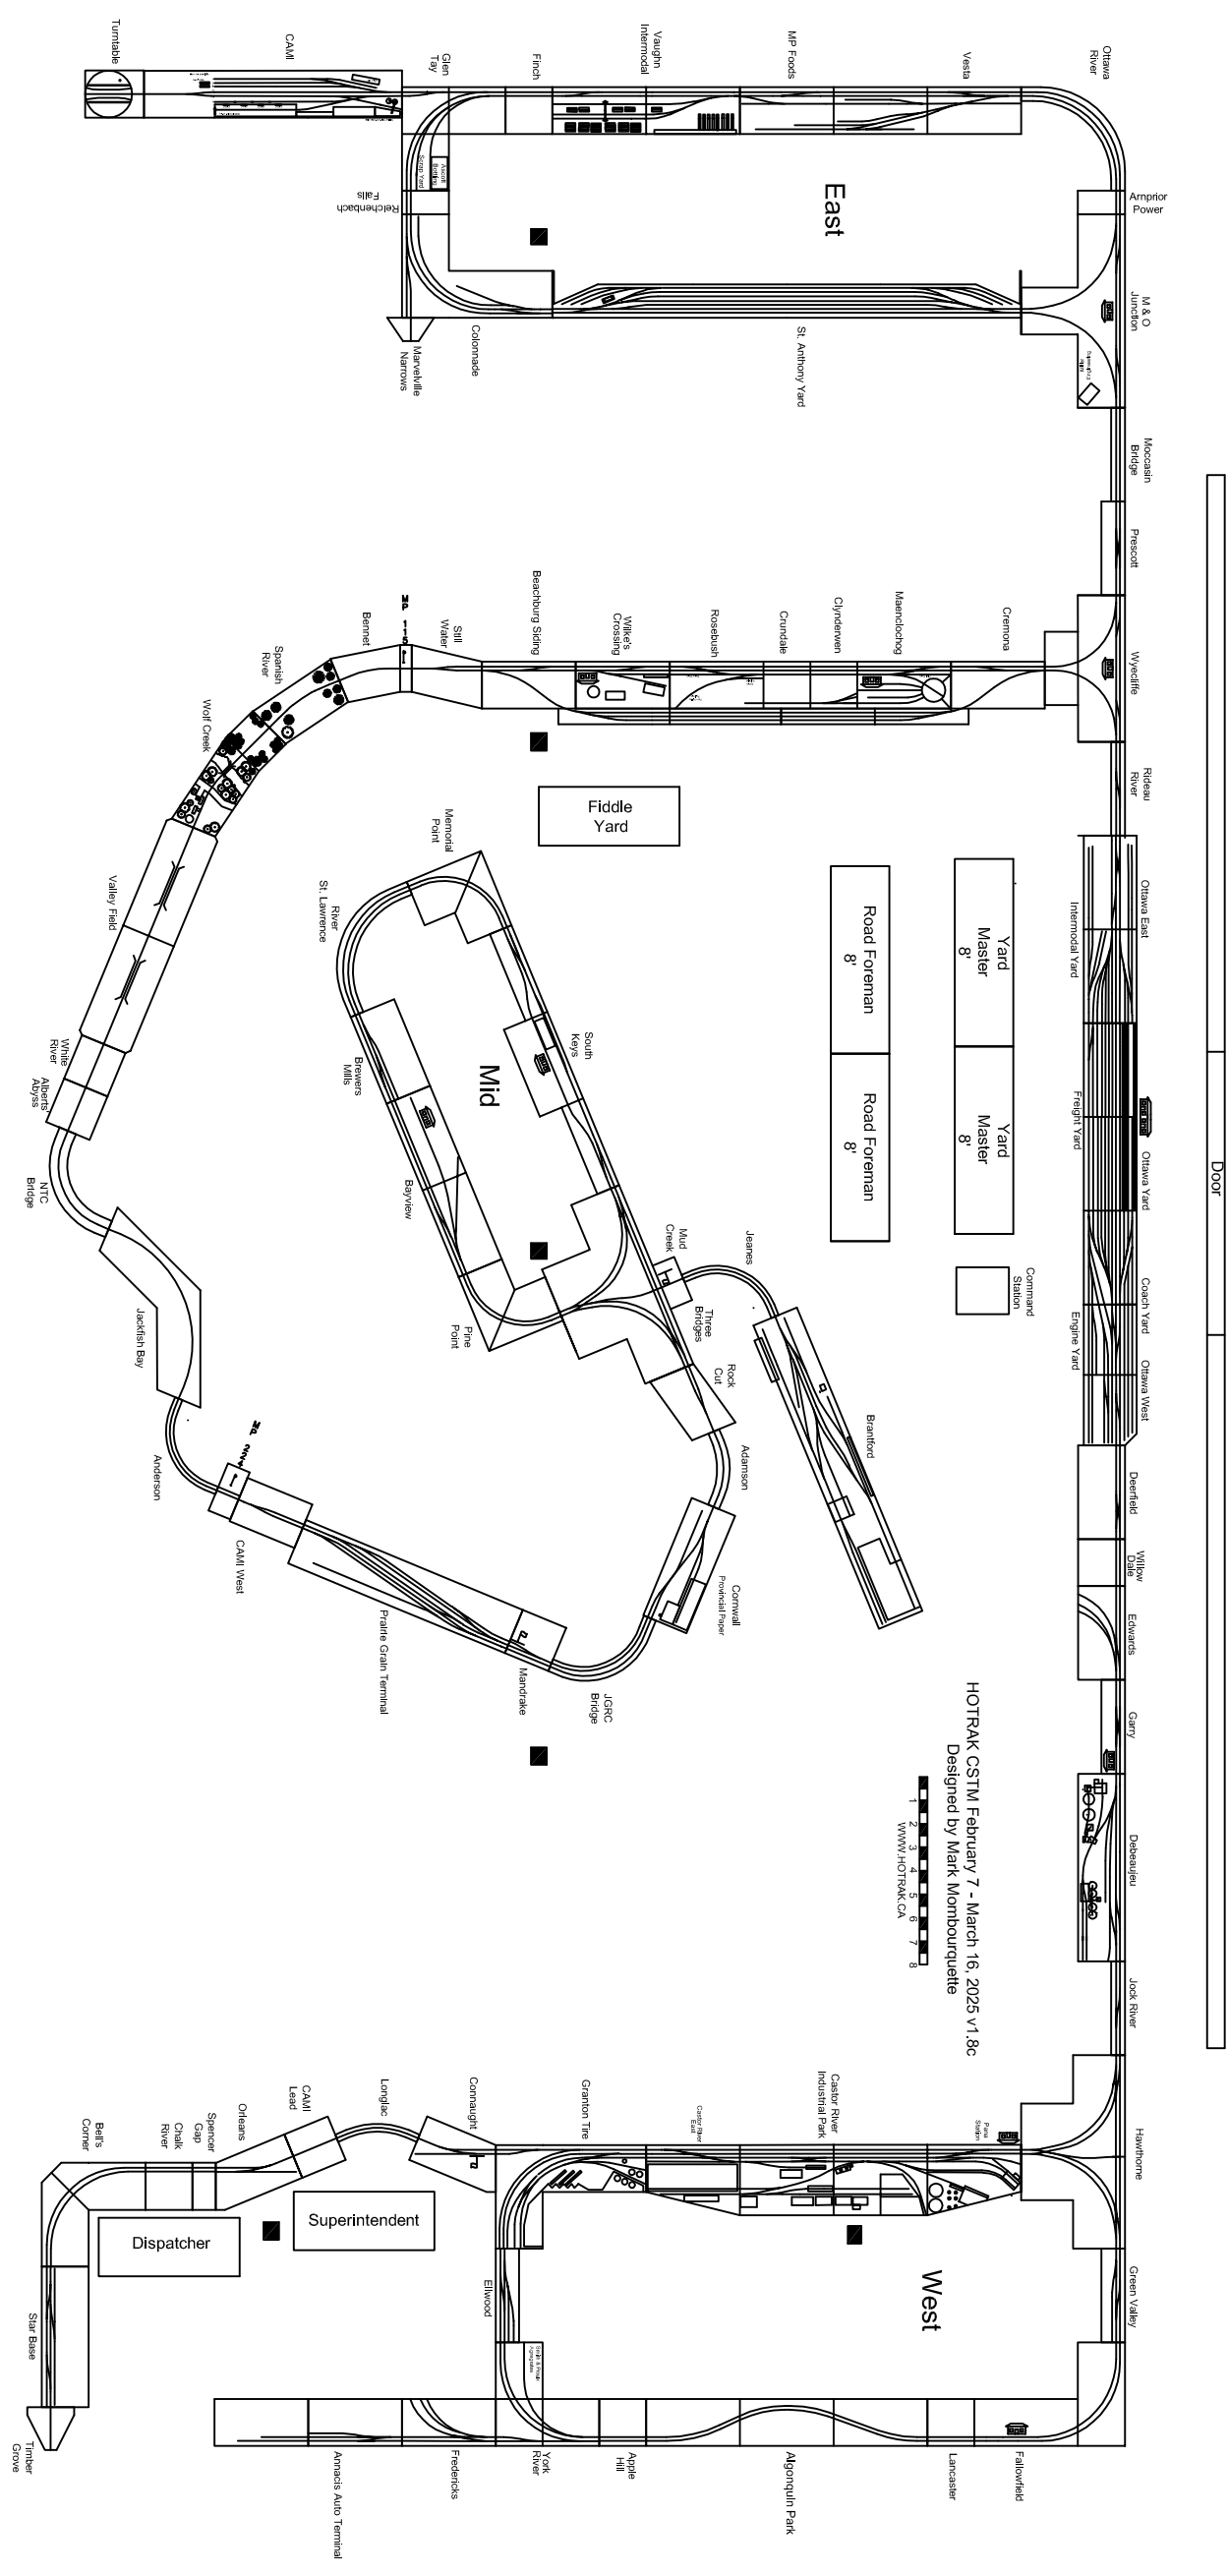 Turntable
CAMI
Glen
Tay
Finch
Vaughn
Intermodal
MP Foods
Vesta
Ottawa
River
Scrap Yard
Ascott
Reichenbach
Falls
East
Arnprior
Power
M & O
Junction
Marvelville
Narrows
Colonnade
St. Anthony Yard
Moccasin
Bridge
Prescott
Wyecliffe
Rideau
River
MP 115
Bennet
Still
Water
Beachburg Siding
Wilke's
Crossing
Rosebush
Crundale
Clynderwen
Maenclochog
Cremona
Spanish
River
Wolf Creek
Valley Field
White
River
Alberts
Abyss
NTC
Bridge
Jackfish Bay
Anderson
MP 224
CAMI West
Prairie Grain Terminal
Mandrake
JGRC
Bridge
Fiddle
Yard
Memorial
Point
River
St. Lawrence
Brewers
Mills
Mid
South
Keys
Bayview
Pine
Point
Mud
Creek
Three
Bridges
Jeanes
Rock
Cut
Adamson
Brantford
Cornwall
Provincial Paper
Road Foreman
8'
Road Foreman
8'
Yard
Master
8'
Yard
Master
8'
Command
Station
Ottawa East
Intermodal Yard
Freight Yard
Ottawa Yard
Coach Yard
Engine Yard
Ottawa West
Door
Deerfield
Willow
Dale
Edwards
Garry
Debeaujeu
Jock River
HOTRAK CSTM February 7 - March 16, 2025 v1.8c
Designed by Mark Mombourquette
1 2 3 4 5 6 7 8
WWW.HOTRAK.CA
Hawthorne
Green Valley
Pana
Station
Castor River
Industrial Park
Castor River
East
Granton Tire
Connaught
Longlac
CAMI
Lead
Orleans
Spencer
Gap
Chalk
River
Bell's
Corner
Superintendent
Dispatcher
Ellwood
West
Star Base
Timber
Grove
Annacis Auto Terminal
Fredericks
York
River
Apple
Hill
Algonquin Park
Lancaster
Fallowfield